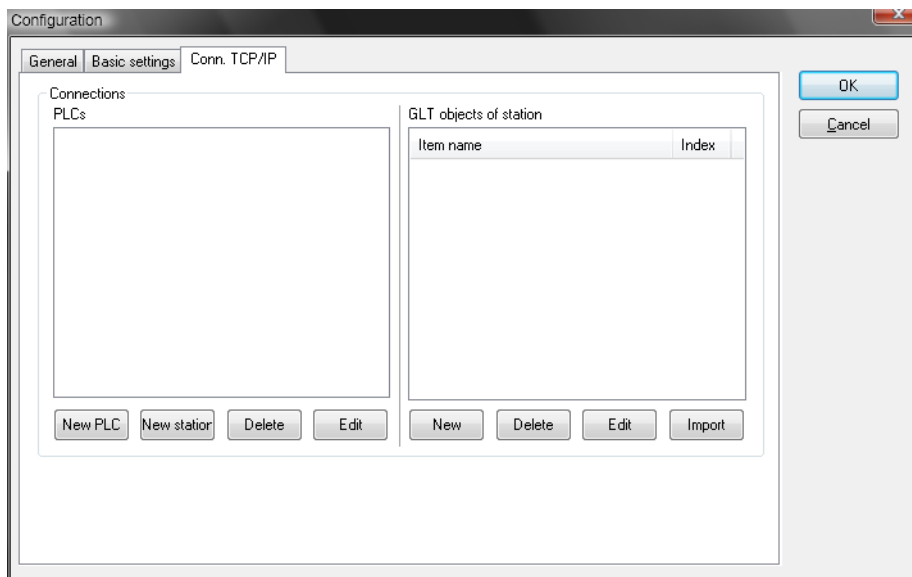 Configuration
General
Basic settings
Conn. TCP/IP
Connections
PLCs
GLT objects of station
Item name
Index
New PLC
New station
Delete
Edit
New
Delete
Edit
Import
OK
Cancel